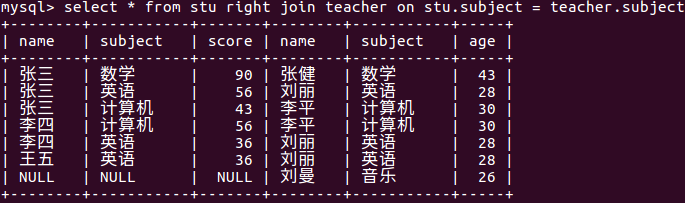 mysql> select * from stu right join teacher on stu.subject = teacher.subject
+--------+-----------+-------+--------+-----------+-----+
| name   | subject   | score | name   | subject   | age |
+--------+-----------+-------+--------+-----------+-----+
| 张三   | 数学      |    90 | 张健   | 数学      |  43 |
| 张三   | 英语      |    56 | 刘丽   | 英语      |  28 |
| 张三   | 计算机    |    43 | 李平   | 计算机    |  30 |
| 李四   | 计算机    |    56 | 李平   | 计算机    |  30 |
| 李四   | 英语      |    36 | 刘丽   | 英语      |  28 |
| 王五   | 英语      |    36 | 刘丽   | 英语      |  28 |
| NULL   | NULL      |  NULL | 刘曼   | 音乐      |  26 |
+--------+-----------+-------+--------+-----------+-----+